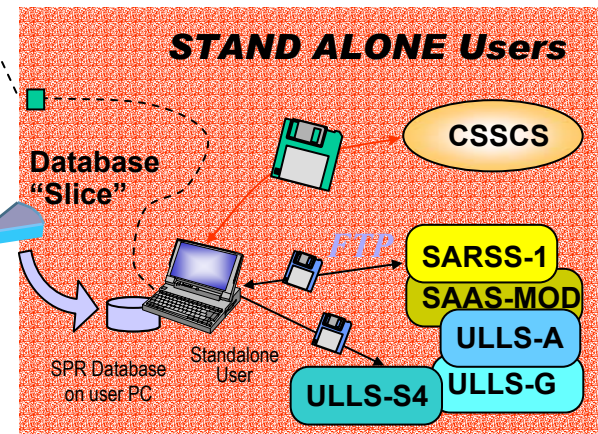 STAND ALONE Users
CSSCS
Database
“Slice”
FTP
SARSS-1
SAAS-MOD
ULLS-A
ULLS-G
ULLS-S4
Standalone
User
SPR Database
on user PC